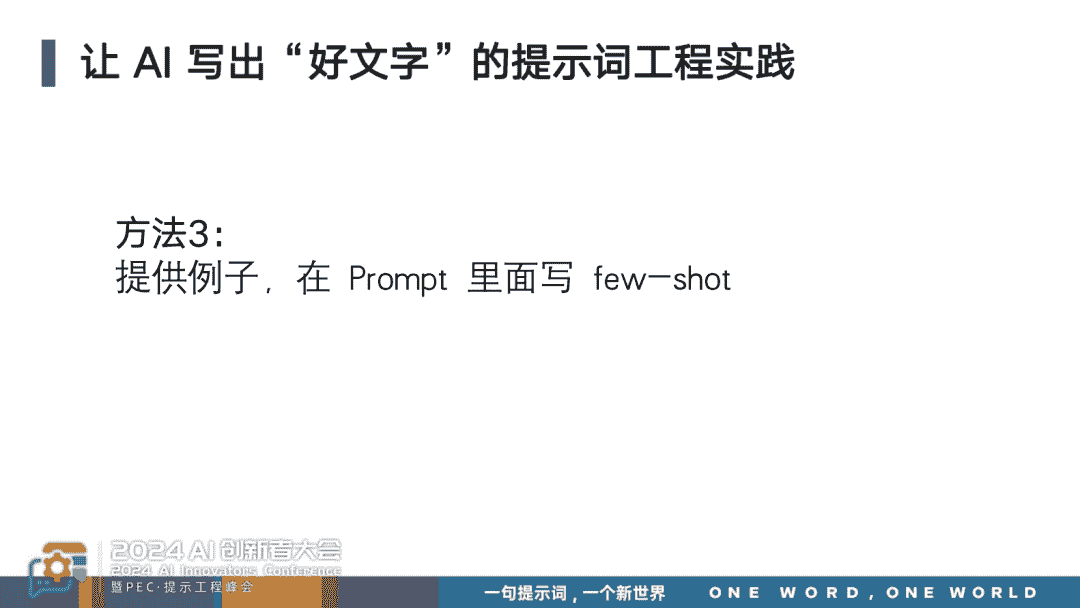 让 AI 写出“好文字”的提示词工程实践
方法3：
提供例子，在 Prompt 里面写 few-shot
2024 AI 创新者大会
2024 AI Innovators Conference
暨PEC·提示工程峰会
一句提示词，一个新世界
ONE WORD, ONE WORLD